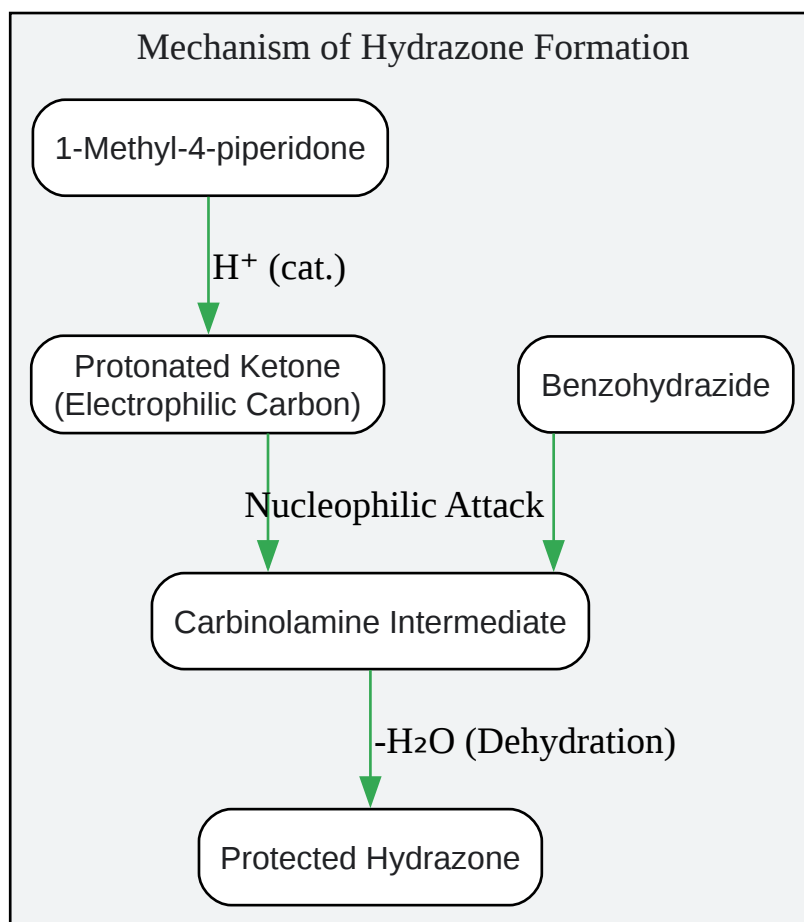 Mechanism of Hydrazone Formation
1-Methyl-4-piperidone
H⁺ (cat.)
Protonated Ketone
(Electrophilic Carbon)
Benzohydrazide
Nucleophilic Attack
Carbinolamine Intermediate
-H₂O (Dehydration)
Protected Hydrazone